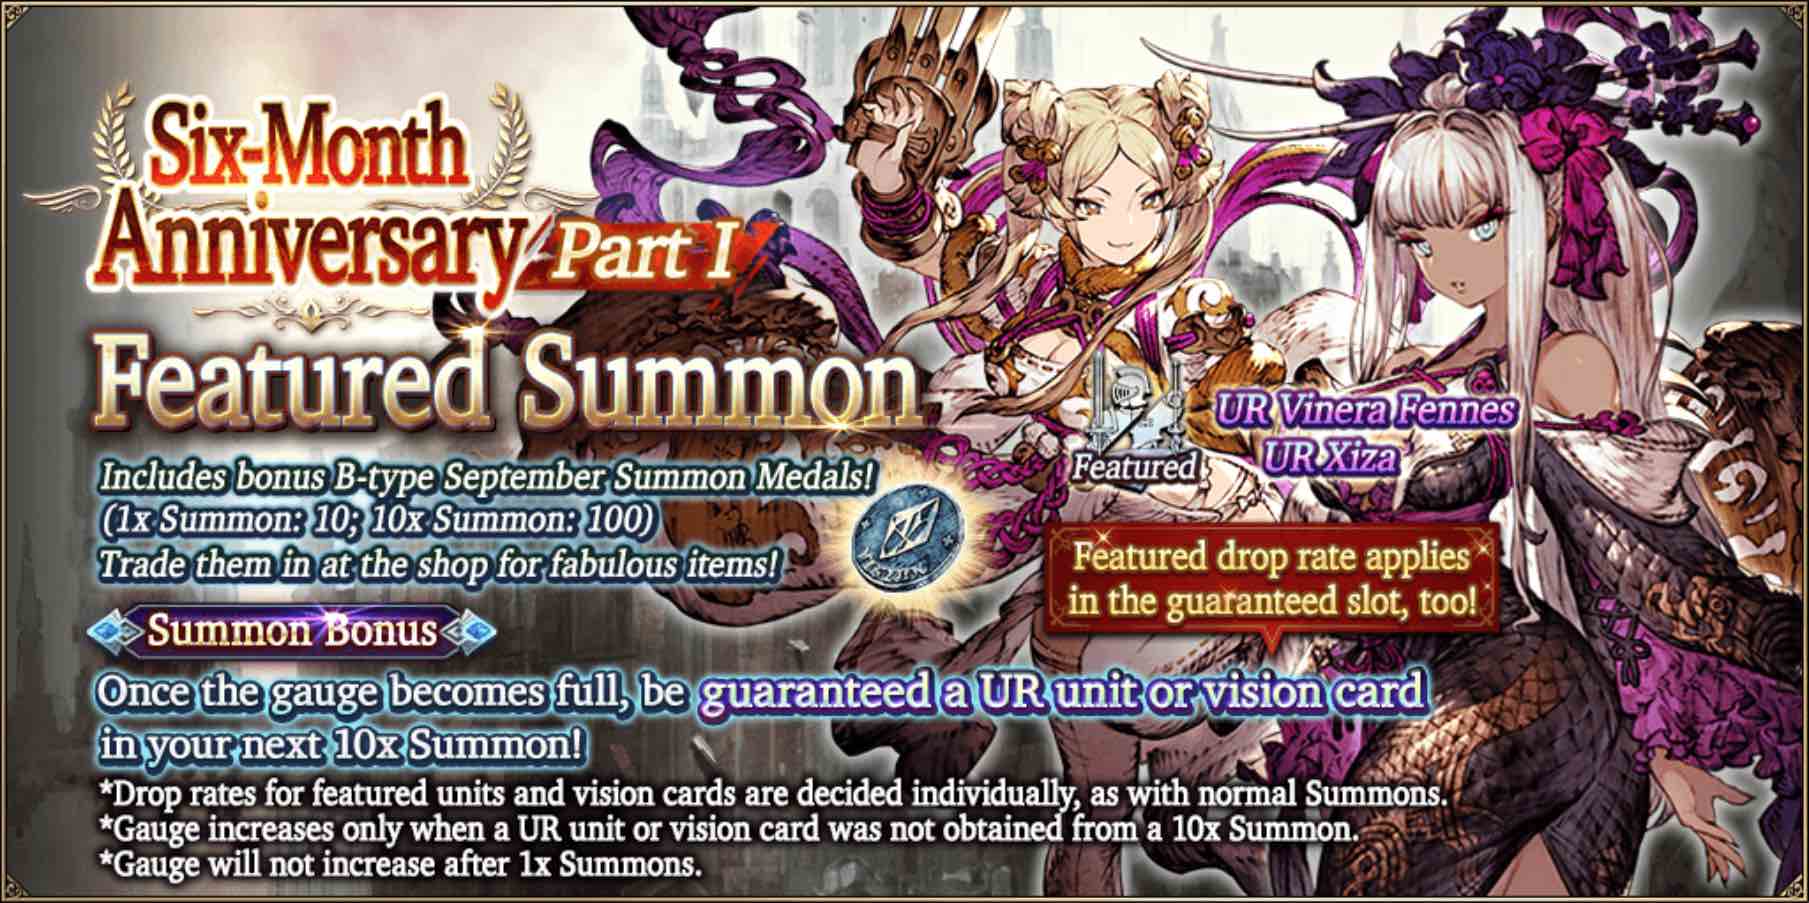 Six-Month
Anniversary Part I
Featured Summon
Includes bonus B-type September Summon Medals!
(1x Summon: 10; 10x Summon: 100)
Trade them in at the shop for fabulous items!
Featured
UR Vinera Fennes
UR Xiza
Featured drop rate applies
in the guaranteed slot, too!
Summon Bonus
Once the gauge becomes full, be guaranteed a UR unit or vision card
in your next 10x Summon!
*Drop rates for featured units and vision cards are decided individually, as with normal Summons.
*Gauge increases only when a UR unit or vision card was not obtained from a 10x Summon.
*Gauge will not increase after 1x Summons.